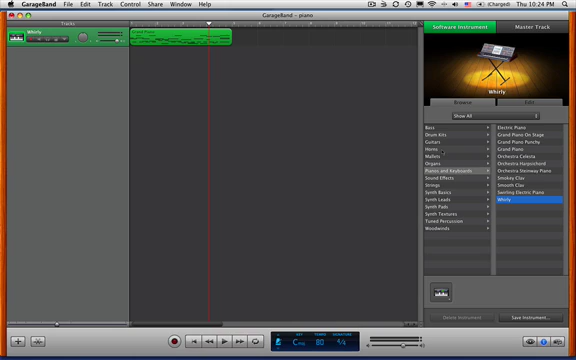 GarageBand File Edit Track Control Share Window Help
(Charged) Thu 10:24 PM
GarageBand – piano
Tracks
Whirly
Grand Piano
Software Instrument Master Track
Whirly
Browse Edit
Show All
Bass
Drum Kits
Guitars
Horns
Mallets
Organs
Pianos and Keyboards
Sound Effects
Strings
Synth Basics
Synth Leads
Synth Pads
Synth Textures
Tuned Percussion
Woodwinds
Electric Piano
Grand Piano On Stage
Grand Piano Punchy
Grand Piano
Orchestra Celesta
Orchestra Harpsichord
Orchestra Steinway Piano
Smokey Clav
Smooth Clav
Swirling Electric Piano
Whirly
Delete Instrument Save Instrument...
KEY TEMPO SIGNATURE
C 80 4/4